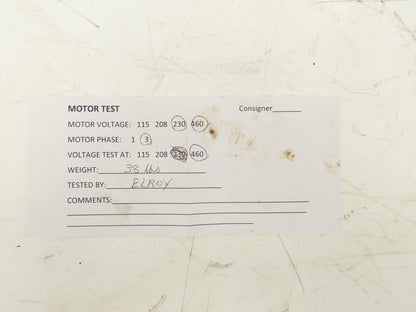 MOTOR TEST Consigner
MOTOR VOLTAGE: 115 208 230 460
MOTOR PHASE: 1 3
VOLTAGE TEST AT: 115 208 230 460
WEIGHT: 38 lbs
TESTED BY: ELROY
COMMENTS: